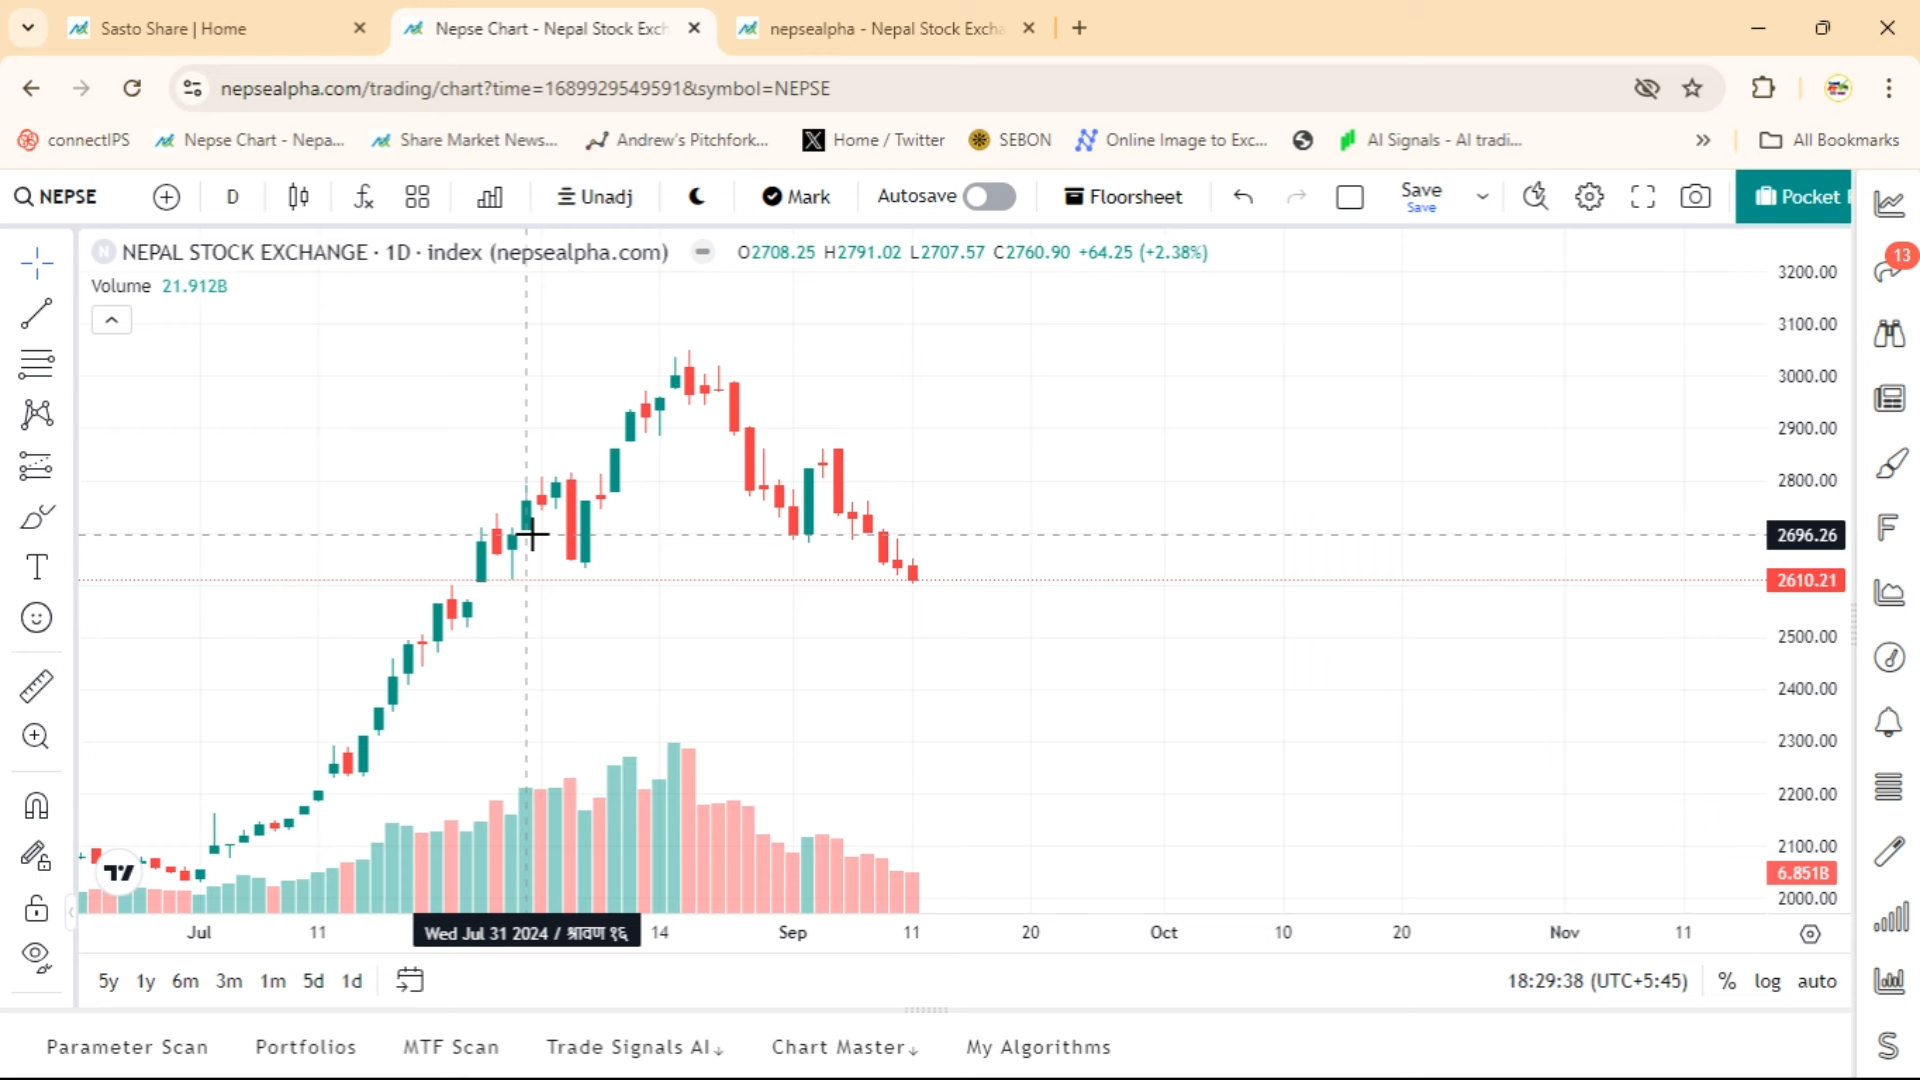 Sasto Share | Home
Nepse Chart - Nepal Stock Exch
nepsealpha - Nepal Stock Excha
nepsealpha.com/trading/chart?time=1689929549591&symbol=NEPSE
connectIPS
Nepse Chart - Nepa...
Share Market News...
Andrew's Pitchfork...
Home / Twitter
SEBON
Online Image to Exc...
AI Signals - AI tradi...
All Bookmarks
NEPSE
D
Unadj
Mark
Autosave
Floorsheet
Save
Save
Pocket
13
NEPAL STOCK EXCHANGE · 1D · index (nepsealpha.com)
O2708.25 H2791.02 L2707.57 C2760.90 +64.25 (+2.38%)
Volume 21.912B
3200.00
3100.00
3000.00
2900.00
2800.00
2696.26
2610.21
2500.00
2400.00
2300.00
2200.00
2100.00
6.851B
2000.00
Jul
11
Wed Jul 31 2024 / श्रावण १६
14
Sep
11
20
Oct
10
20
Nov
11
5y 1y 6m 3m 1m 5d 1d
18:29:38 (UTC+5:45)
% log auto
Parameter Scan
Portfolios
MTF Scan
Trade Signals AI↓
Chart Master↓
My Algorithms